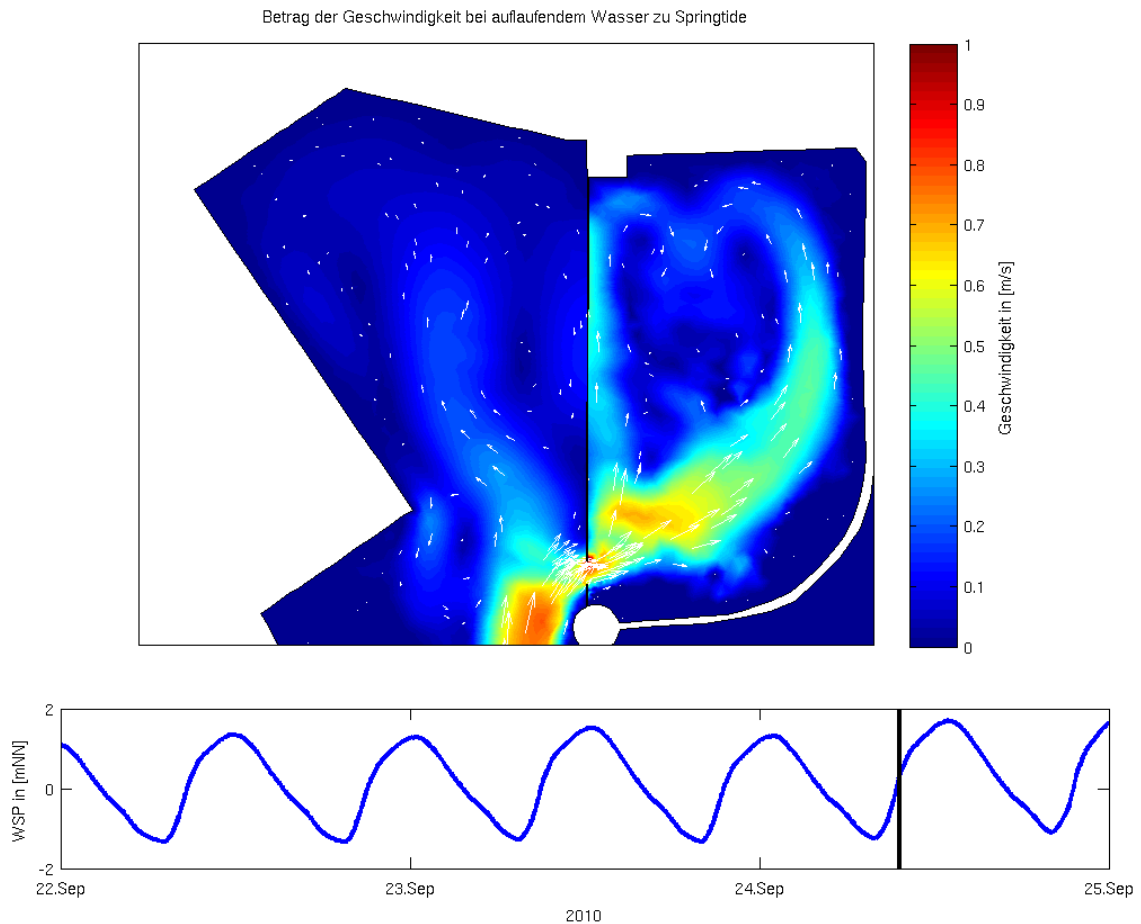 Betrag der Geschwindigkeit bei auflaufendem Wasser zu Springtide
1
0.9
0.8
0.7
0.6
0.5
0.4
0.3
0.2
0.1
0
Geschwindigkeit in [m/s]
WSP in [mNN]
2
0
-2
22.Sep
23.Sep
24.Sep
25.Sep
2010